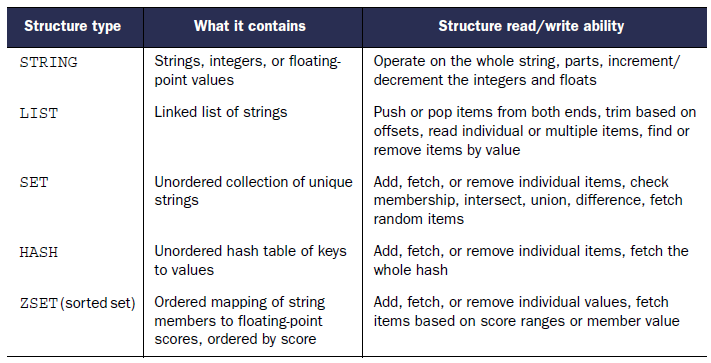 Structure type What it contains Structure read/write ability
STRING Strings, integers, or floating- Operate on the whole string, parts, increment/
point values decrement the integers and floats
LIST Linked list of strings Push or pop items from both ends, trim based on
offsets, read individual or multiple items, find or
remove items by value
SET Unordered collection of unique Add, fetch, or remove individual items, check
strings membership, intersect, union, difference, fetch
random items
HASH Unordered hash table of keys Add, fetch, or remove individual items, fetch the
to values whole hash
ZSET (sorted set) Ordered mapping of string Add, fetch, or remove individual values, fetch
members to floating-point items based on score ranges or member value
scores, ordered by score